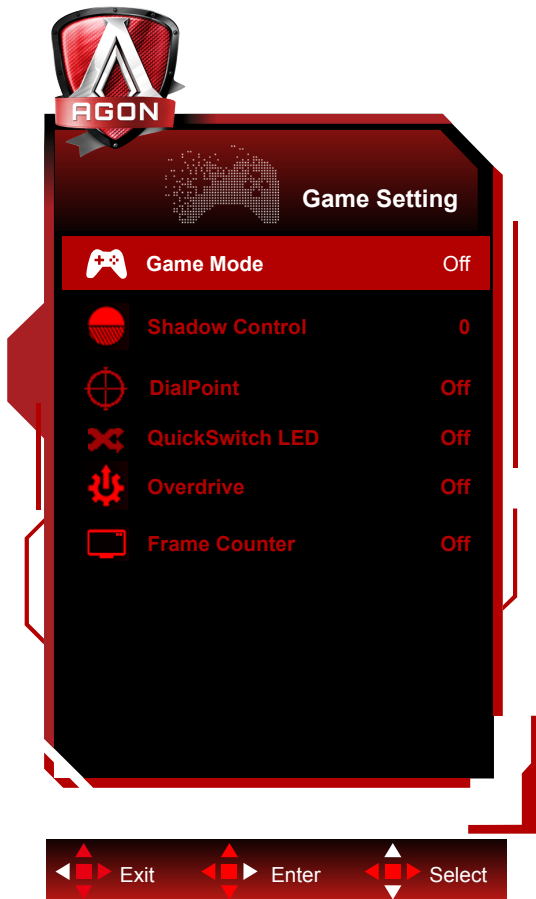 AGON
Game Setting
Game Mode Off
Shadow Control 0
DialPoint Off
QuickSwitch LED Off
Overdrive Off
Frame Counter Off
Exit Enter Select